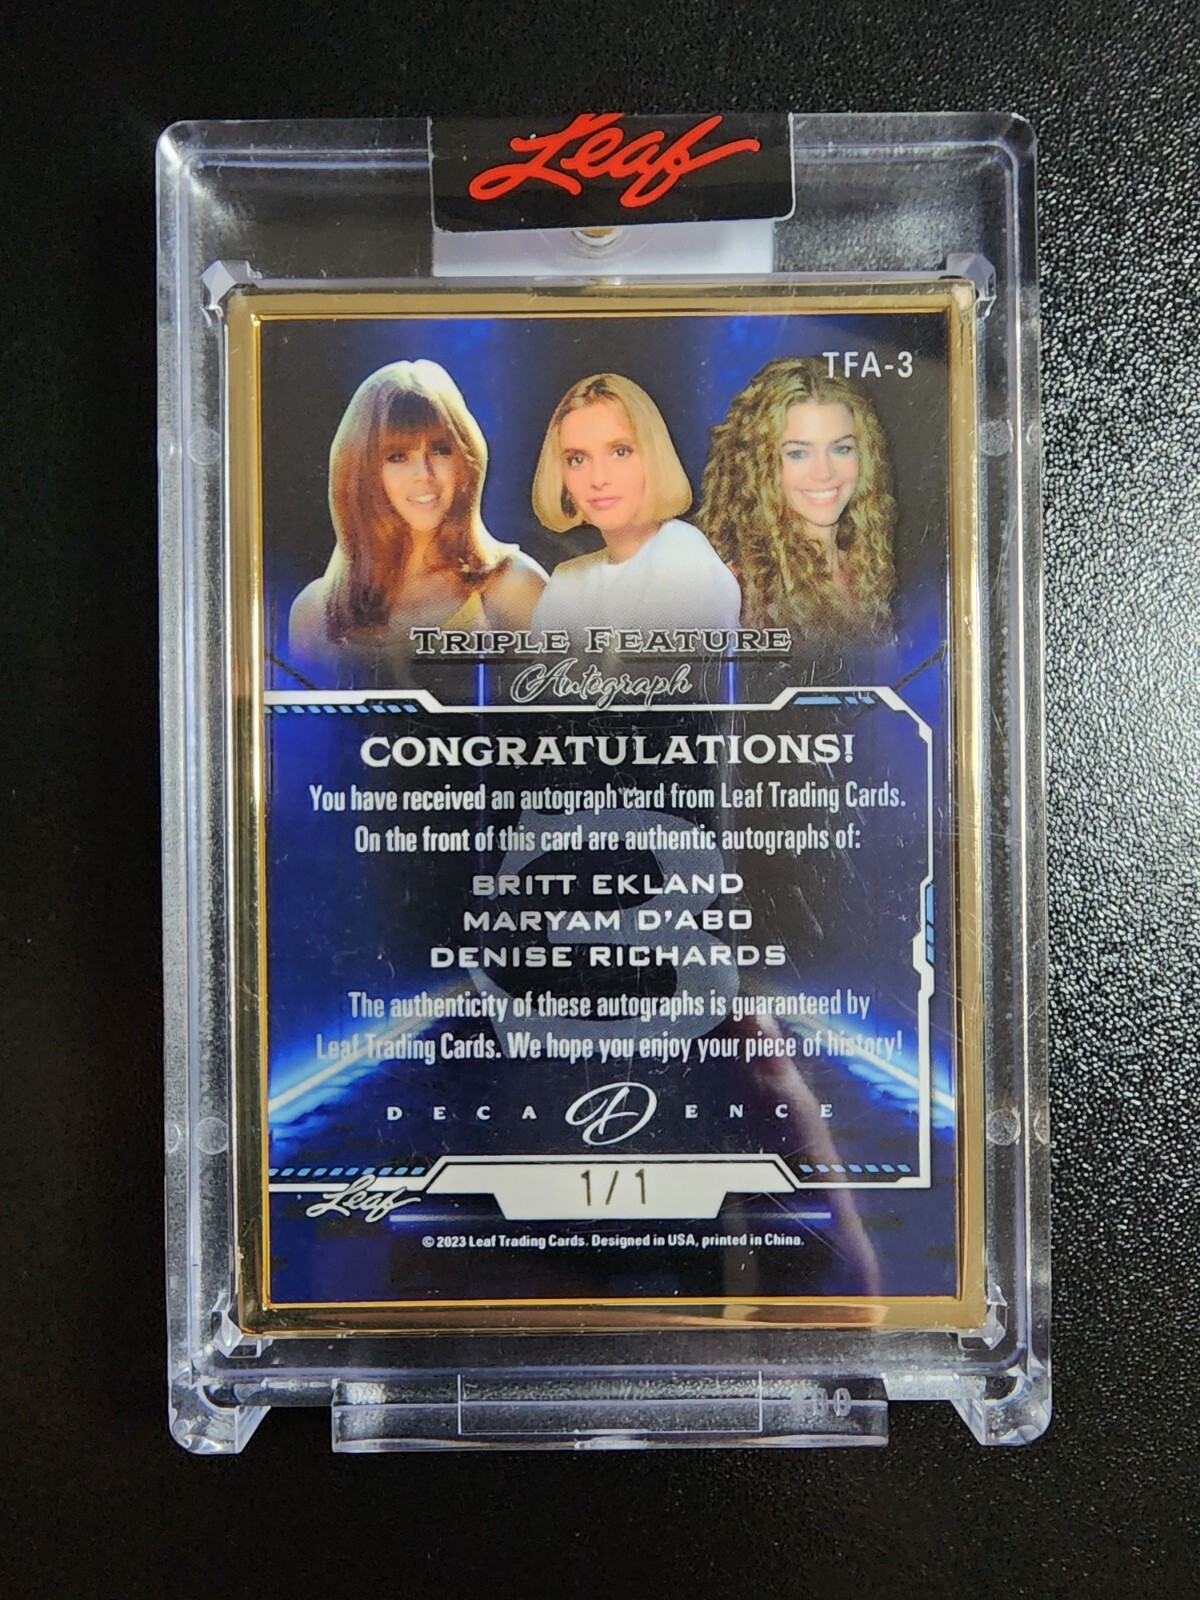 Leaf
TFA-3
TRIPLE FEATURE
Autograph
CONGRATULATIONS!
You have received an autograph card from Leaf Trading Cards.
On the front of this card are authentic autographs of:
BRITT EKLAND
MARYAM D'ABO
DENISE RICHARDS
The authenticity of these autographs is guaranteed by
Leaf Trading Cards. We hope you enjoy your piece of history!
DECADENCE
1/1
Leaf
© 2023 Leaf Trading Cards. Designed in USA, printed in China.